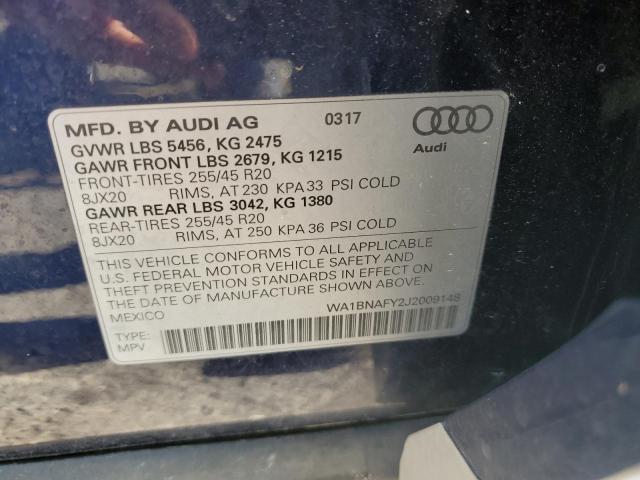 MFD. BY AUDI AG 0317
GVWR LBS 5456, KG 2475
GAWR FRONT LBS 2679, KG 1215
FRONT-TIRES 255/45 R20
8JX20 RIMS, AT 230 KPA 33 PSI COLD
GAWR REAR LBS 3042, KG 1380
REAR-TIRES 255/45 R20
8JX20 RIMS, AT 250 KPA 36 PSI COLD
Audi
THIS VEHICLE CONFORMS TO ALL APPLICABLE
U.S. FEDERAL MOTOR VEHICLE SAFETY AND
THEFT PREVENTION STANDARDS IN EFFECT ON
THE DATE OF MANUFACTURE SHOWN ABOVE.
MEXICO
WA1BNAFY2J2009148
TYPE:
MPV